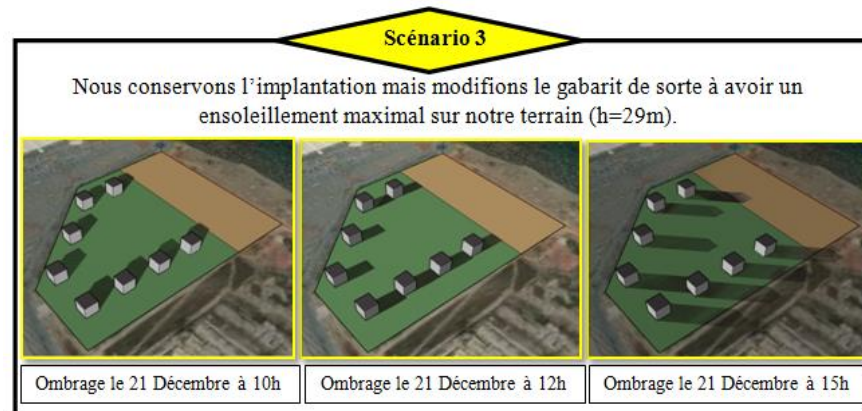 Scénario 3
Nous conservons l'implantation mais modifions le gabarit de sorte à avoir un
ensoleillement maximal sur notre terrain (h=29m).
Ombrage le 21 Décembre à 10h
Ombrage le 21 Décembre à 12h
Ombrage le 21 Décembre à 15h